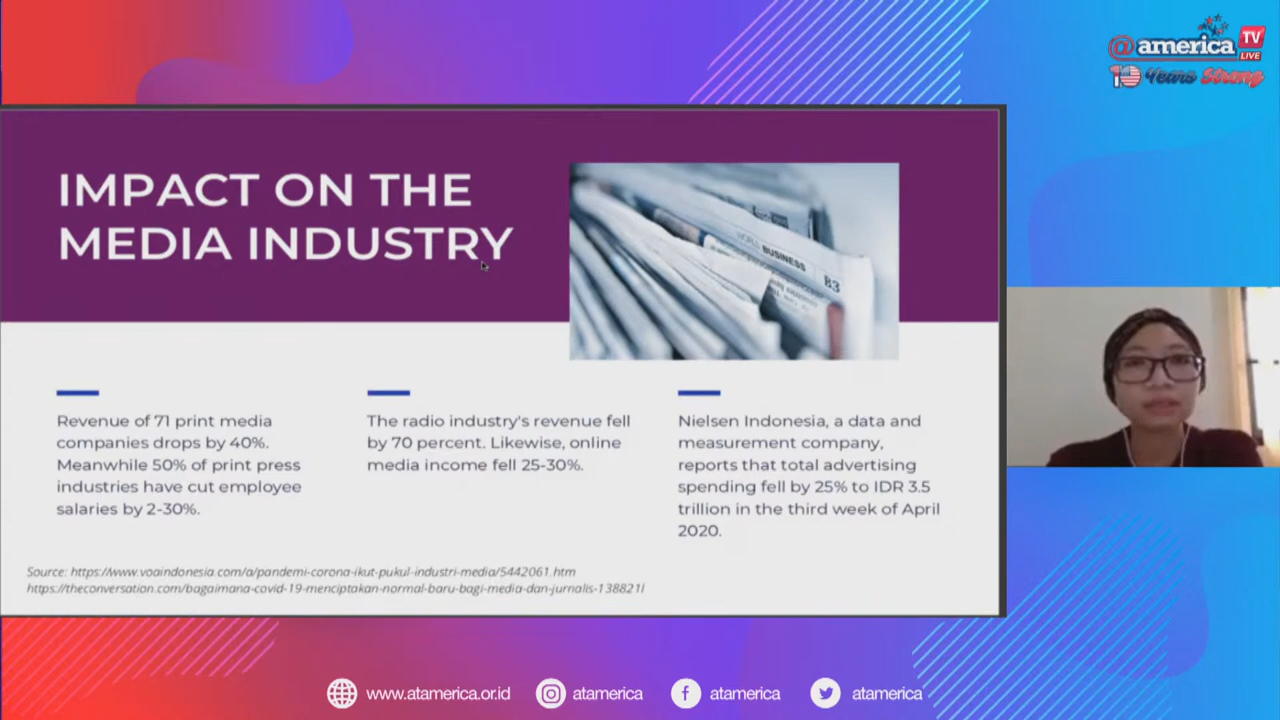 @america TV
LIVE
10 Years Strong
IMPACT ON THE
MEDIA INDUSTRY
WORLD BUSINESS B3
Revenue of 71 print media
companies drops by 40%.
Meanwhile 50% of print press
industries have cut employee
salaries by 2-30%.
The radio industry's revenue fell
by 70 percent. Likewise, online
media income fell 25-30%.
Nielsen Indonesia, a data and
measurement company,
reports that total advertising
spending fell by 25% to IDR 3.5
trillion in the third week of April
2020.
Source: https://www.voaindonesia.com/a/pandemi-corona-ikut-pukul-industri-media/5442061.htm
https://theconversation.com/bagaimana-covid-19-menciptakan-normal-baru-bagi-media-dan-jurnalis-138821l
www.atamerica.or.id atamerica atamerica atamerica